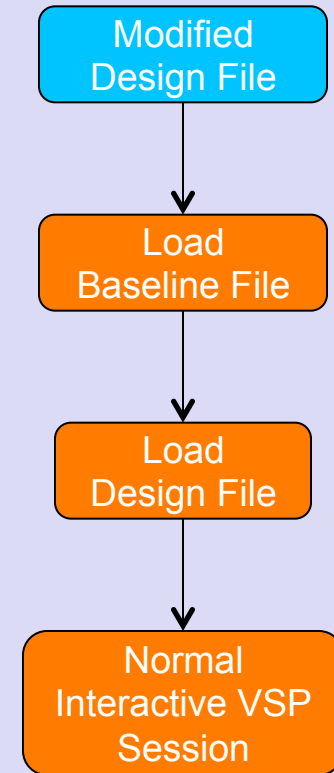 Modified
Design File
Load
Baseline File
Load
Design File
Normal
Interactive VSP
Session